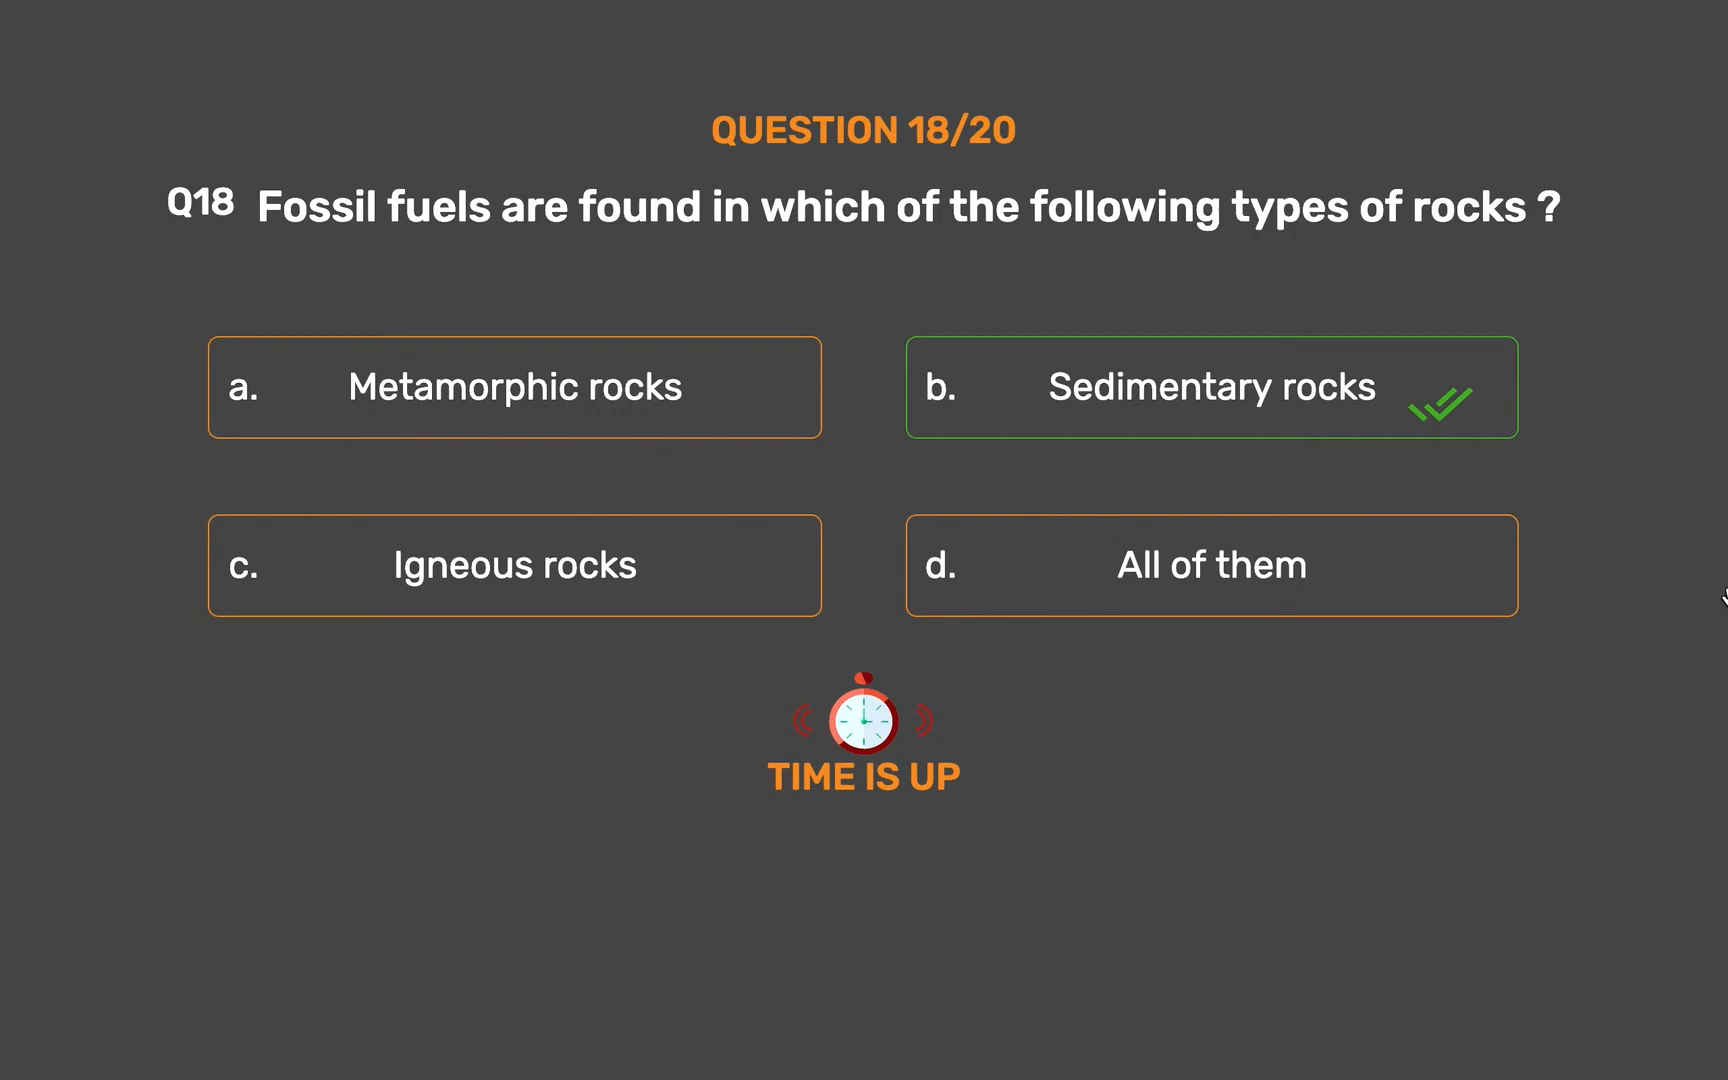 QUESTION 18/20
Q18 Fossil fuels are found in which of the following types of rocks ?
a. Metamorphic rocks
b. Sedimentary rocks
c. Igneous rocks
d. All of them
TIME IS UP